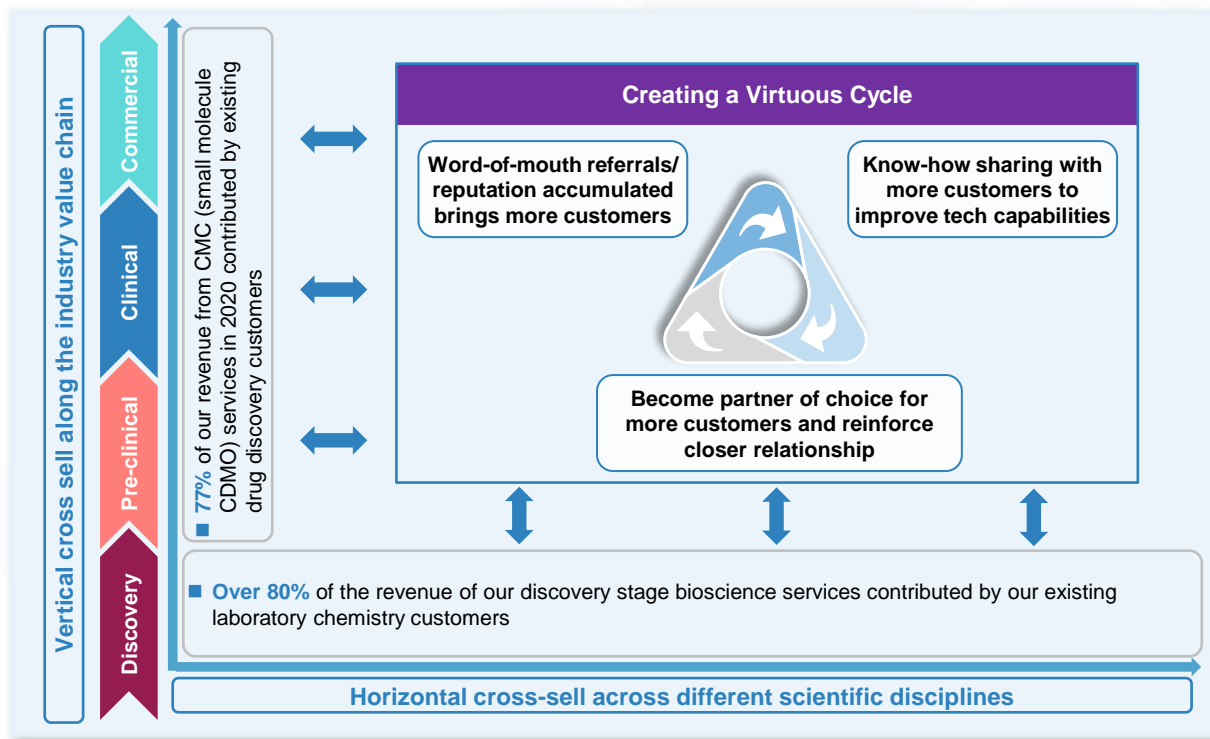 Vertical cross sell along the industry value chain
Commercial
Clinical
Pre-clinical
Discovery
■ 77% of our revenue from CMC (small molecule
CDMO) services in 2020 contributed by existing
drug discovery customers
Creating a Virtuous Cycle
Word-of-mouth referrals/
reputation accumulated
brings more customers
Know-how sharing with
more customers to
improve tech capabilities
Become partner of choice for
more customers and reinforce
closer relationship
■ Over 80% of the revenue of our discovery stage bioscience services contributed by our existing
laboratory chemistry customers
Horizontal cross-sell across different scientific disciplines